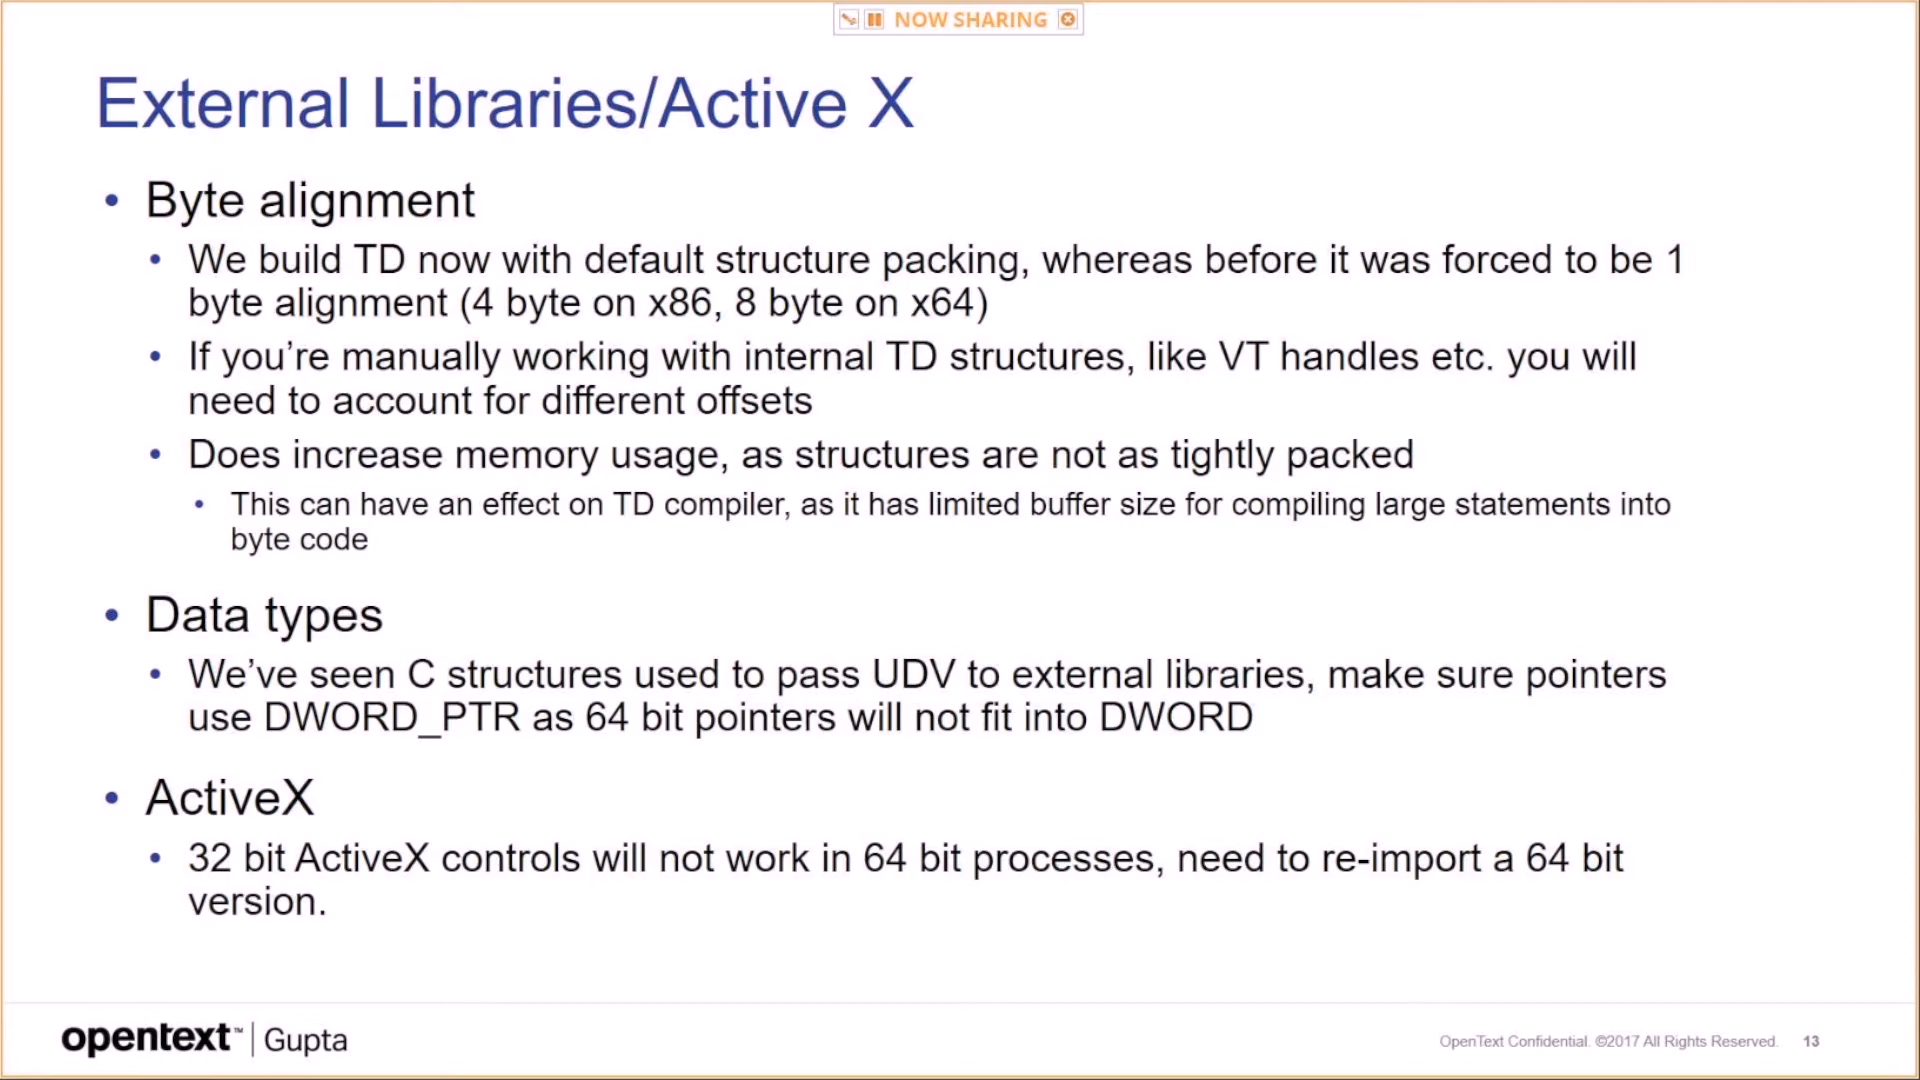 NOW SHARING
External Libraries/Active X
• Byte alignment
• We build TD now with default structure packing, whereas before it was forced to be 1
byte alignment (4 byte on x86, 8 byte on x64)
• If you’re manually working with internal TD structures, like VT handles etc. you will
need to account for different offsets
• Does increase memory usage, as structures are not as tightly packed
• This can have an effect on TD compiler, as it has limited buffer size for compiling large statements into
byte code
• Data types
• We’ve seen C structures used to pass UDV to external libraries, make sure pointers
use DWORD_PTR as 64 bit pointers will not fit into DWORD
• ActiveX
• 32 bit ActiveX controls will not work in 64 bit processes, need to re-import a 64 bit
version.
opentext™ | Gupta
OpenText Confidential. ©2017 All Rights Reserved. 13